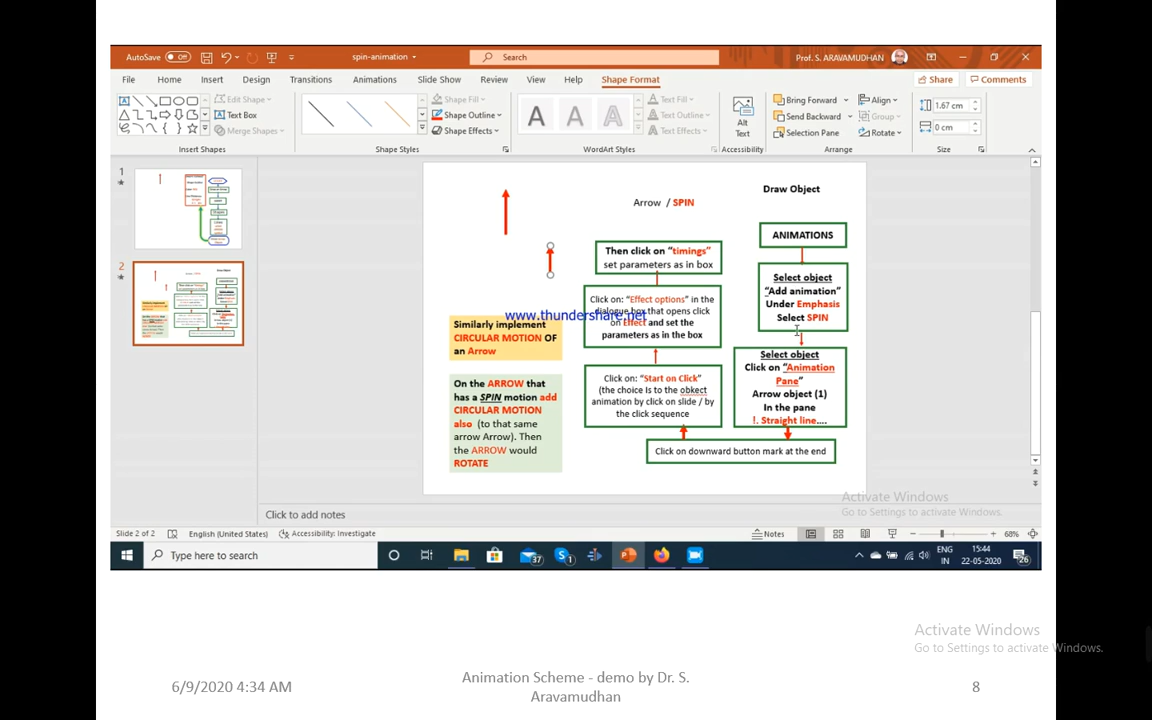 AutoSave Off
spin-animation
Search
Prof. S. ARAVAMUDHAN
File Home Insert Design Transitions Animations Slide Show Review View Help Shape Format
Share Comments
Edit Shape
Text Box
Merge Shapes
Insert Shapes
Shape Fill
Shape Outline
Shape Effects
Shape Styles
A A A
Text Fill
Text Outline
Text Effects
WordArt Styles
Alt
Text
Accessibility
Bring Forward
Send Backward
Selection Pane
Align
Group
Rotate
Arrange
1.67 cm
0 cm
Size
1
2
Draw Object
Arrow / SPIN
ANIMATIONS
Then click on "timings"
set parameters as in box
Select object
"Add animation"
Under Emphasis
Select SPIN
Click on: "Effect options" in the
dialogue box that opens click
on Effect and set the
parameters as in the box
www.thundershare.net
Similarly implement
CIRCULAR MOTION OF
an Arrow
Select object
Click on "Animation
Pane"
Arrow object (1)
In the pane
!. Straight line....
Click on: "Start on Click"
(the choice Is to the obkect
animation by click on slide / by
the click sequence
On the ARROW that
has a SPIN motion add
CIRCULAR MOTION
also (to that same
arrow Arrow). Then
the ARROW would
ROTATE
Click on downward button mark at the end
Activate Windows
Go to Settings to activate Windows.
Click to add notes
Slide 2 of 2 English (United States) Accessibility: Investigate
Notes
68%
Type here to search
37
1
ENG
IN
15:44
22-05-2020
26
Activate Windows
Go to Settings to activate Windows.
6/9/2020 4:34 AM
Animation Scheme - demo by Dr. S.
Aravamudhan
8